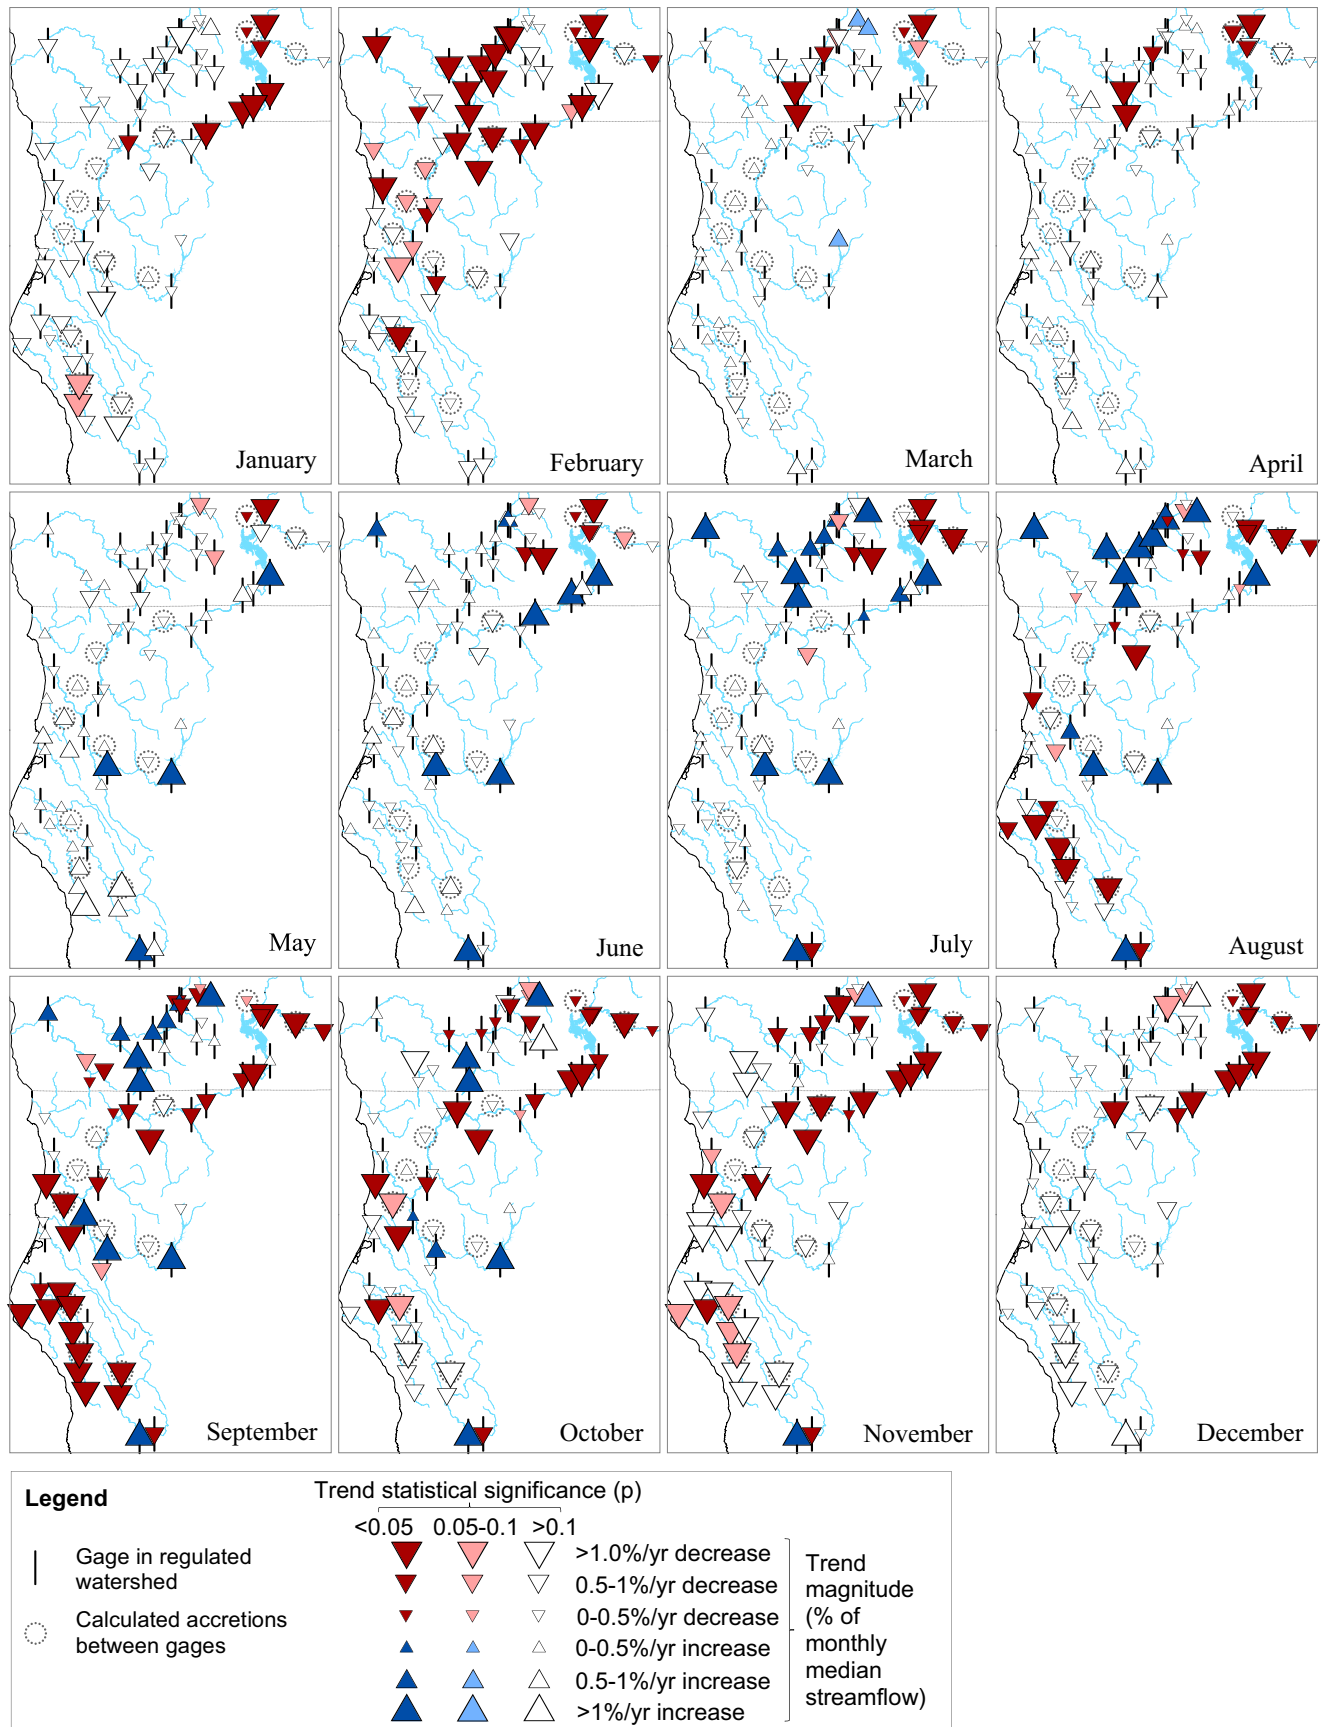 January
February
March
April
May
June
July
August
September
October
November
December
Legend
Gage in regulated
watershed
Calculated accretions
between gages
Trend statistical significance (p)
<0.05 0.05-0.1 >0.1
>1.0%/yr decrease
0.5-1%/yr decrease
0-0.5%/yr decrease
0-0.5%/yr increase
0.5-1%/yr increase
>1%/yr increase
Trend
magnitude
(% of
monthly
median
streamflow)